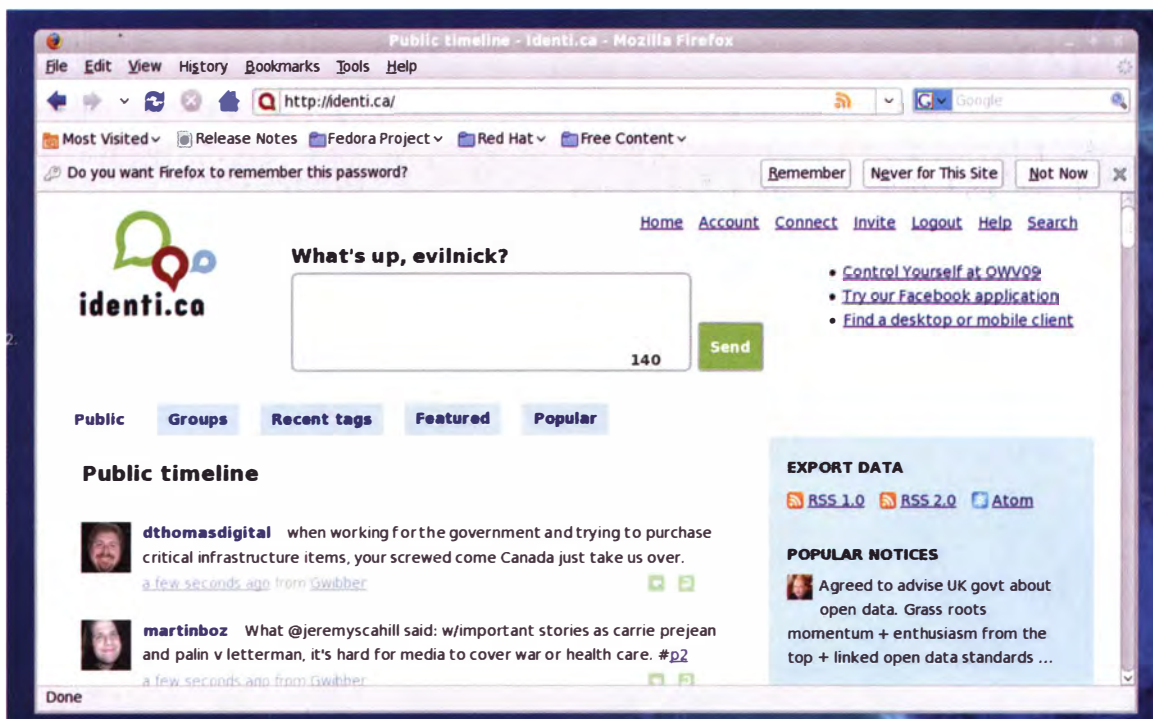 Public timeline - Identi.ca - Mozilla Firefox
File Edit View History Bookmarks Tools Help
http://identi.ca/ G Google
Most Visited Release Notes Fedora Project Red Hat Free Content
Do you want Firefox to remember this password? Remember Never for This Site Not Now
Home Account Connect Invite Logout Help Search
identi.ca
What's up, evilnick?
140
Send
Control Yourself at OWV09
Try our Facebook application
Find a desktop or mobile client
2.
Public Groups Recent tags Featured Popular
Public timeline
dthomasdigital when working for the government and trying to purchase
critical infrastructure items, your screwed come Canada just take us over.
a few seconds ago from Gwibber
martinboz What @jeremyscahill said: w/important stories as carrie prejean
and palin v letterman, it's hard for media to cover war or health care. #p2
a few seconds ago from Gwibber
EXPORT DATA
RSS 1.0 RSS 2.0 Atom
POPULAR NOTICES
Agreed to advise UK govt about
open data. Grass roots
momentum + enthusiasm from the
top + linked open data standards ...
Done